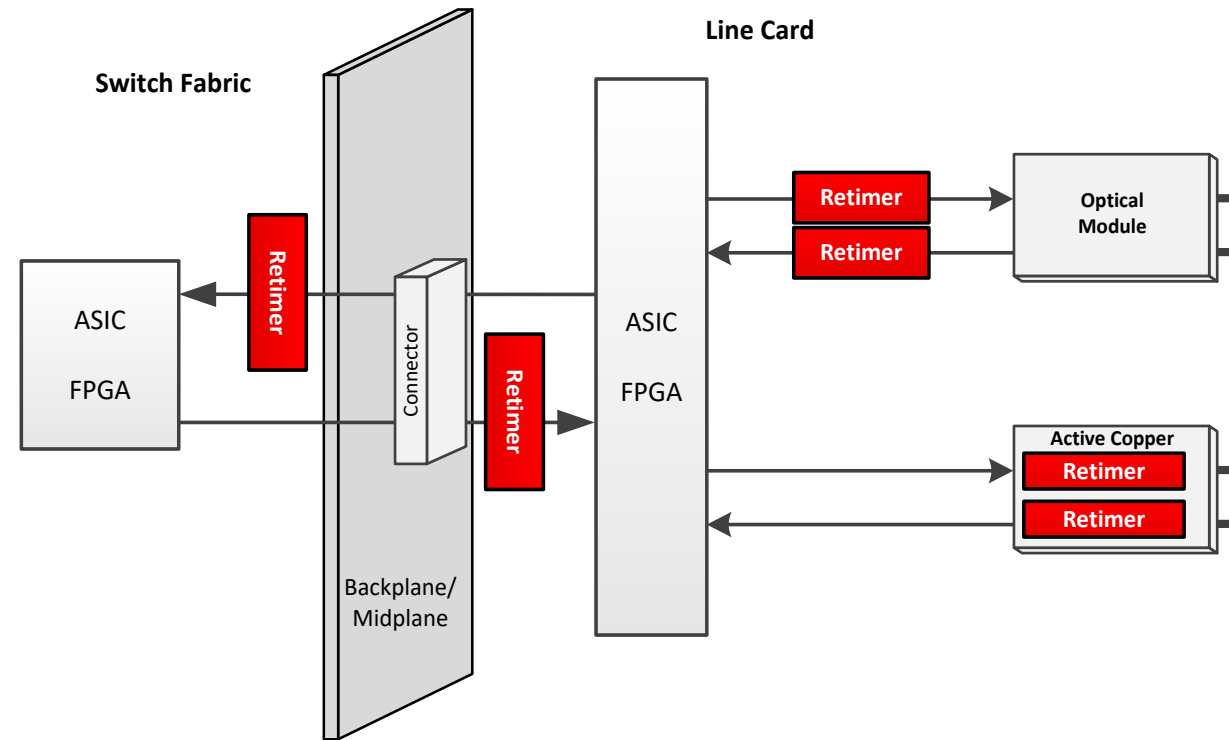 Line Card
Switch Fabric
Retimer
ASIC
FPGA
Connector
Retimer
Backplane/
Midplane
ASIC
FPGA
Retimer
Retimer
Optical
Module
Active Copper
Retimer
Retimer